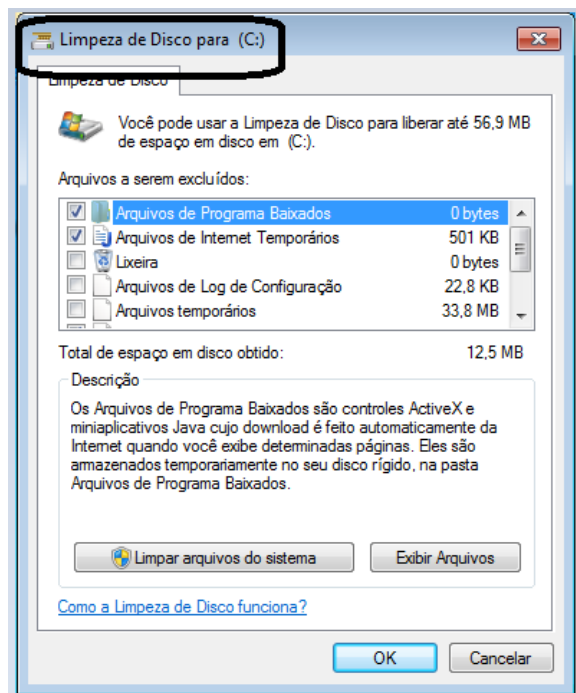 Limpeza de Disco para (C:)
Limpeza de Disco
Você pode usar a Limpeza de Disco para liberar até 56,9 MB
de espaço em disco em (C:).
Arquivos a serem excluídos:
Arquivos de Programa Baixados 0 bytes
Arquivos de Internet Temporários 501 KB
Lixeira 0 bytes
Arquivos de Log de Configuração 22,8 KB
Arquivos temporários 33,8 MB
Total de espaço em disco obtido: 12,5 MB
Descrição
Os Arquivos de Programa Baixados são controles ActiveX e
miniaplicativos Java cujo download é feito automaticamente da
Internet quando você exibe determinadas páginas. Eles são
armazenados temporariamente no seu disco rígido, na pasta
Arquivos de Programa Baixados.
Limpar arquivos do sistema Exibir Arquivos
Como a Limpeza de Disco funciona?
OK Cancelar